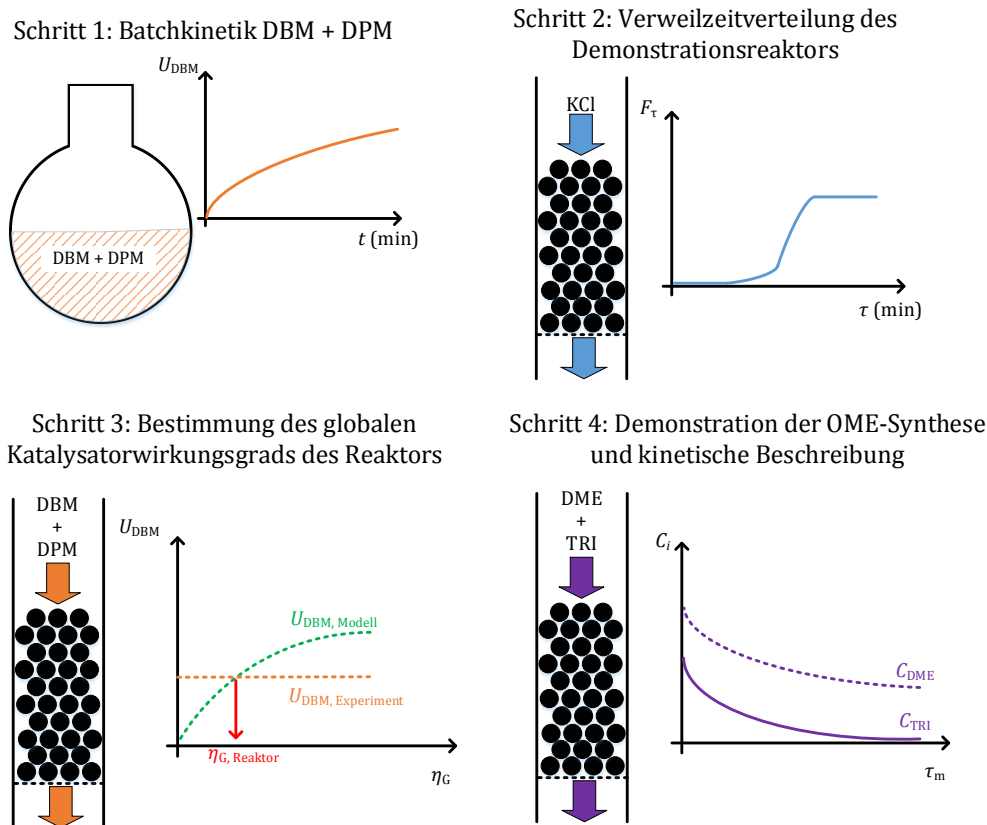 Schritt 1: Batchkinetik DBM + DPM
U_DBM
DBM + DPM
t (min)
Schritt 2: Verweilzeitverteilung des
Demonstrationsreaktors
KCl
F_τ
τ (min)
Schritt 3: Bestimmung des globalen
Katalysatorwirkungsgrads des Reaktors
DBM
+
DPM
U_DBM
U_DBM, Modell
U_DBM, Experiment
η_G, Reaktor
η_G
Schritt 4: Demonstration der OME-Synthese
und kinetische Beschreibung
DME
+
TRI
C_i
C_DME
C_TRI
τ_m